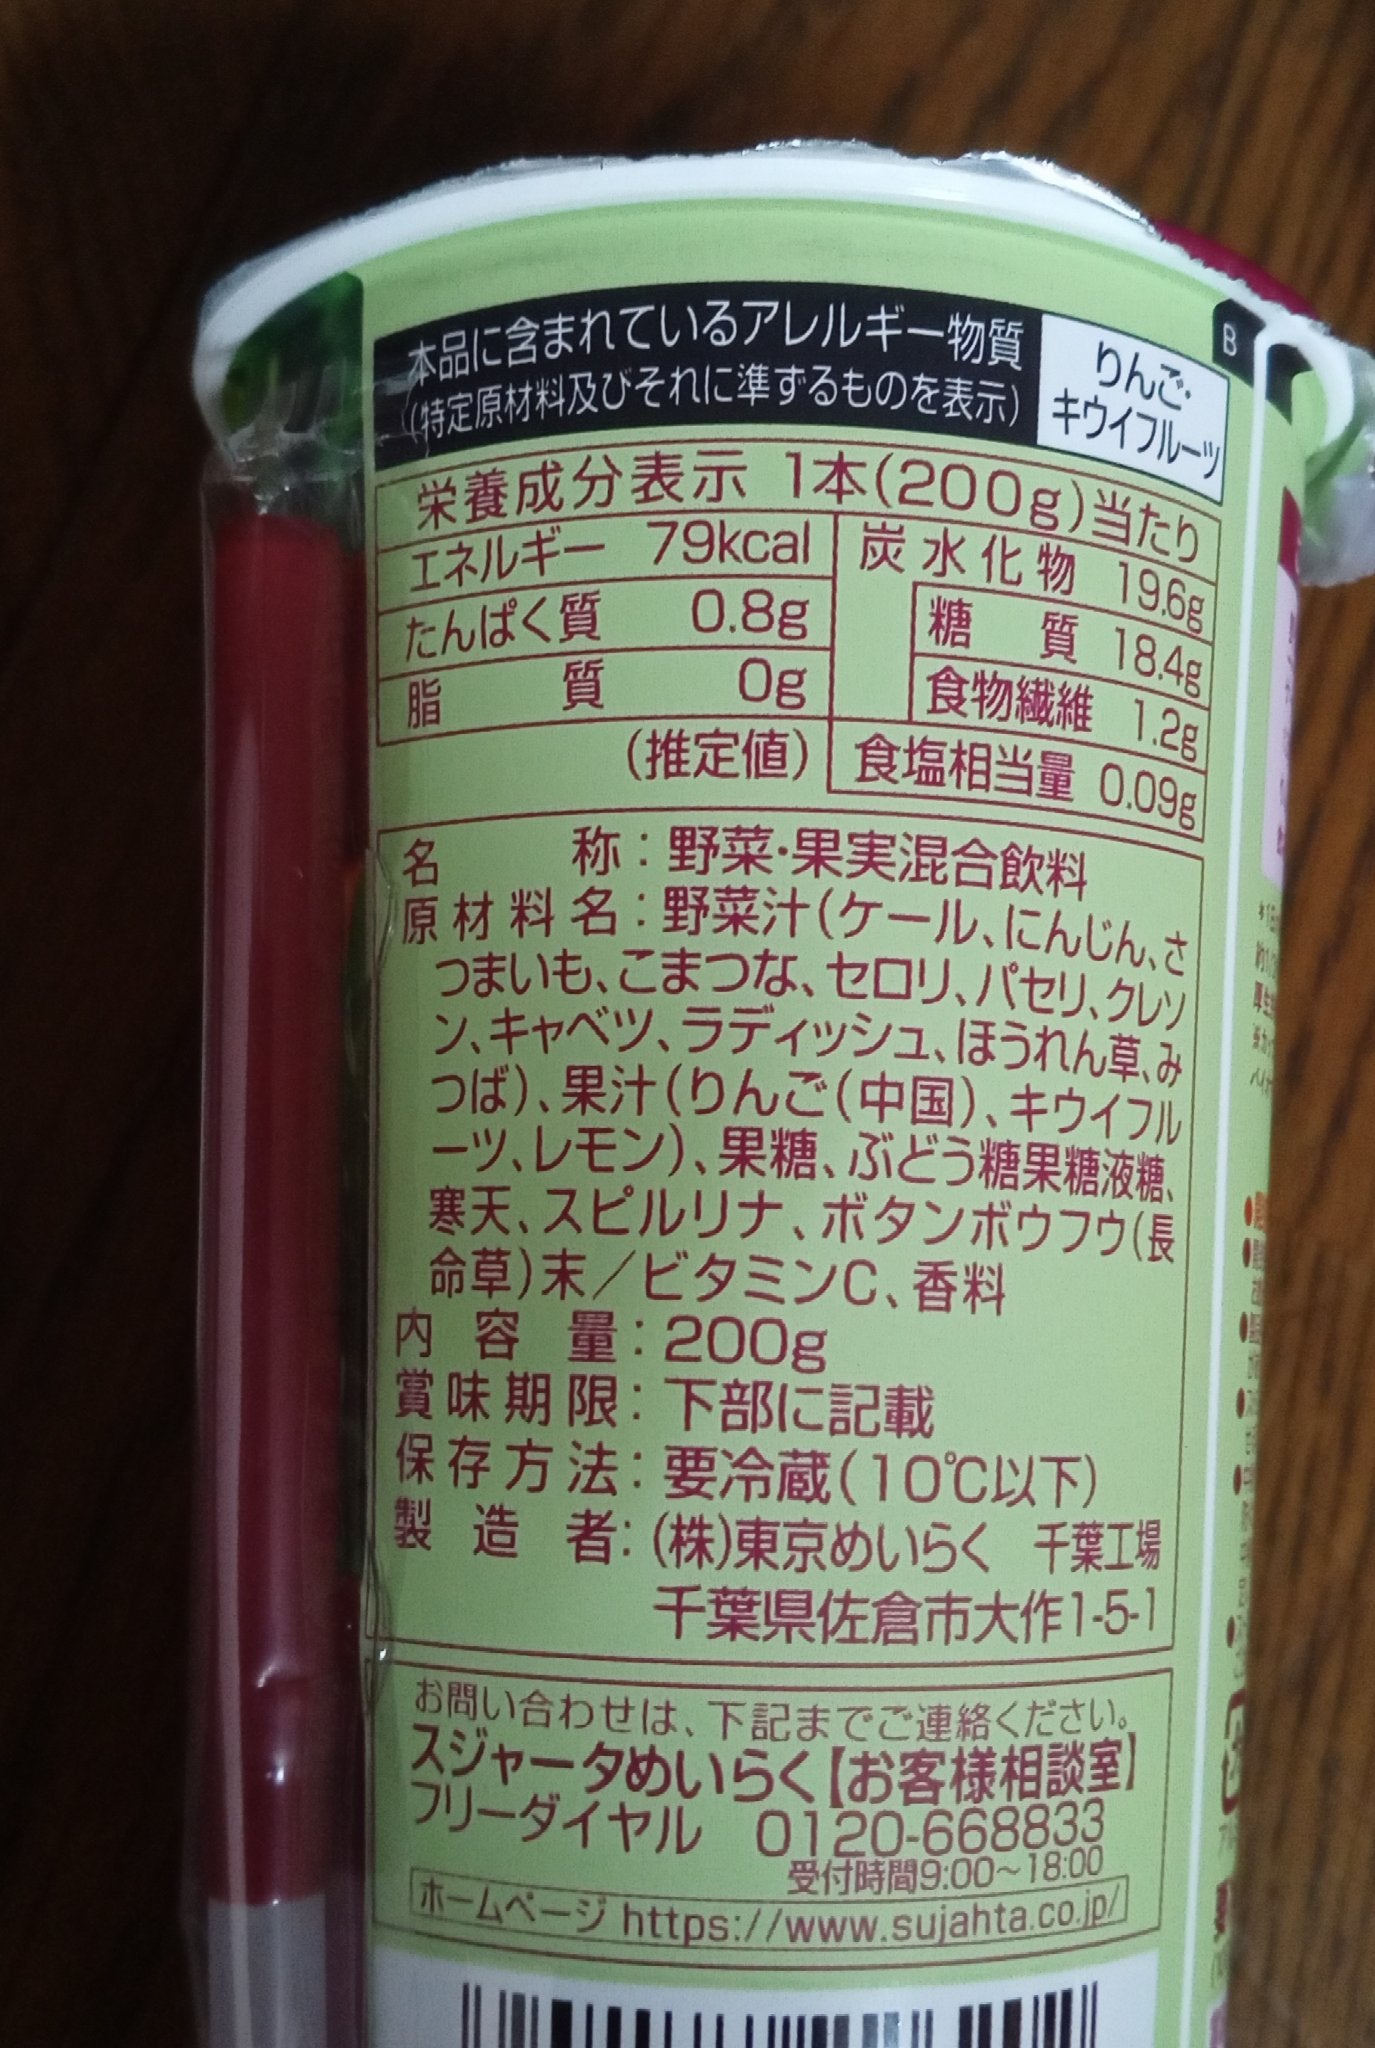 本品に含まれているアレルギー物質
(特定原材料及びそれに準ずるものを表示)
りんご・
キウイフルーツ
B
栄養成分表示 1本(200g)当たり
エネルギー 79kcal
たんぱく質 0.8g
脂質 0g
(推定値)
炭水化物 19.6g
糖質 18.4g
食物繊維 1.2g
食塩相当量 0.09g
名称:野菜・果実混合飲料
原材料名:野菜汁(ケール、にんじん、さ
つまいも、こまつな、セロリ、パセリ、クレソ
ン、キャベツ、ラディッシュ、ほうれん草、み
つば)、果汁(りんご(中国)、キウイフル
ーツ、レモン)、果糖、ぶどう糖果糖液糖、
寒天、スピルリナ、ボタンボウフウ(長
命草)末/ビタミンC、香料
内容量:200g
賞味期限:下部に記載
保存方法:要冷蔵(10℃以下)
製造者:(株)東京めいらく 千葉工場
千葉県佐倉市大作1-5-1
お問い合わせは、下記までご連絡ください。
スジャータめいらく【お客様相談室】
フリーダイヤル 0120-668833
受付時間9:00~18:00
ホームページ https://www.sujahta.co.jp/